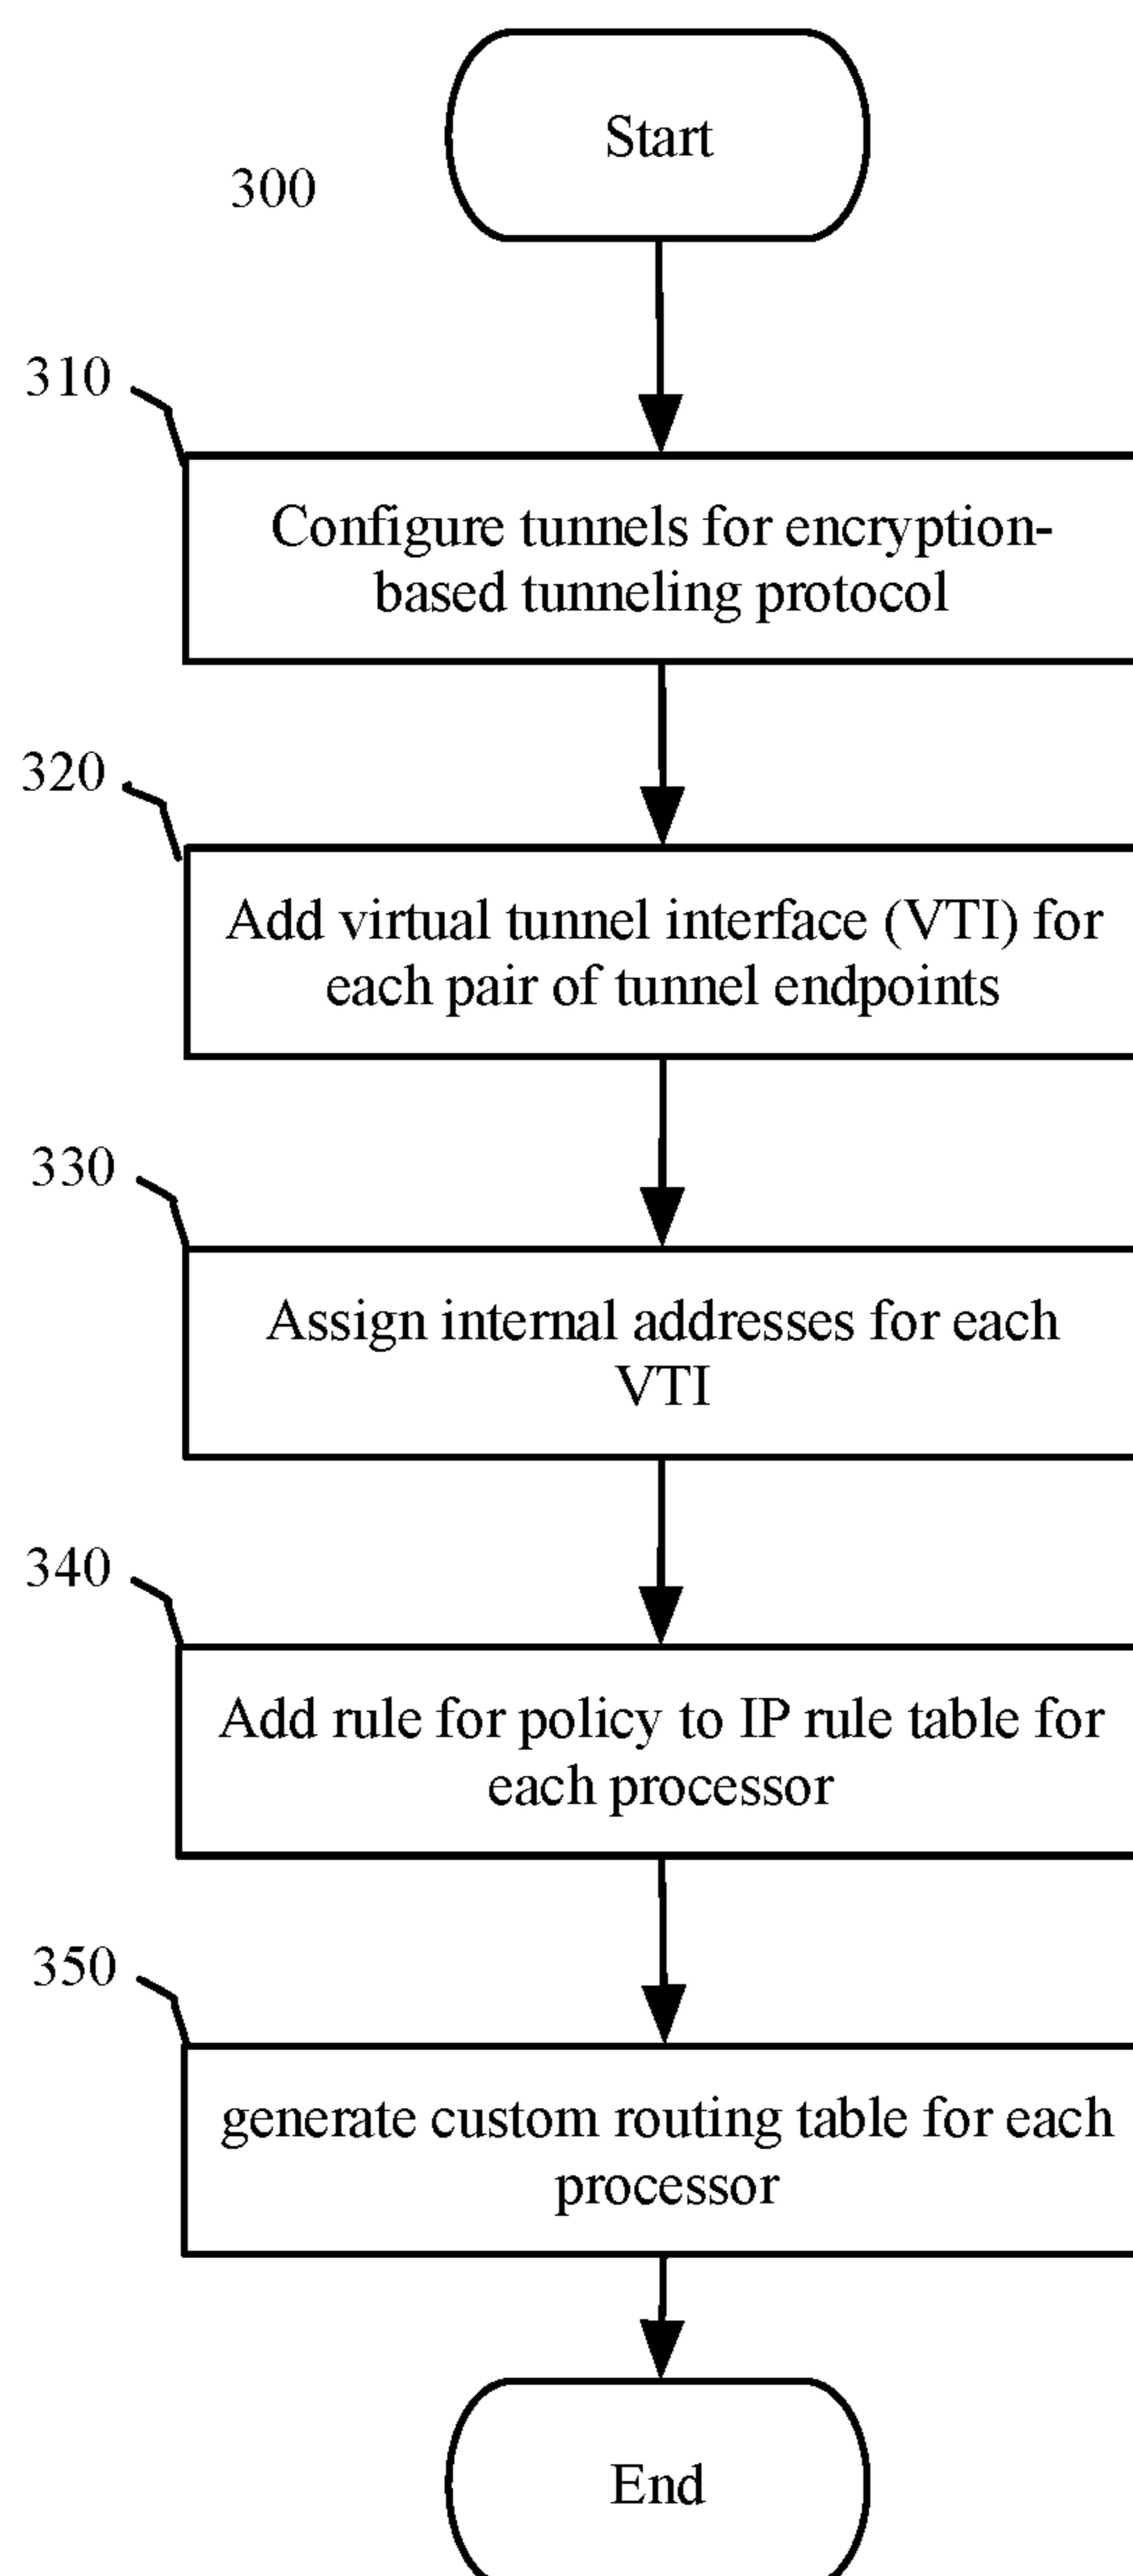 Start
300
310
Configure tunnels for encryption-
based tunneling protocol
320
Add virtual tunnel interface (VTI) for
each pair of tunnel endpoints
330
Assign internal addresses for each
VTI
340
Add rule for policy to IP rule table for
each processor
350
generate custom routing table for each
processor
End